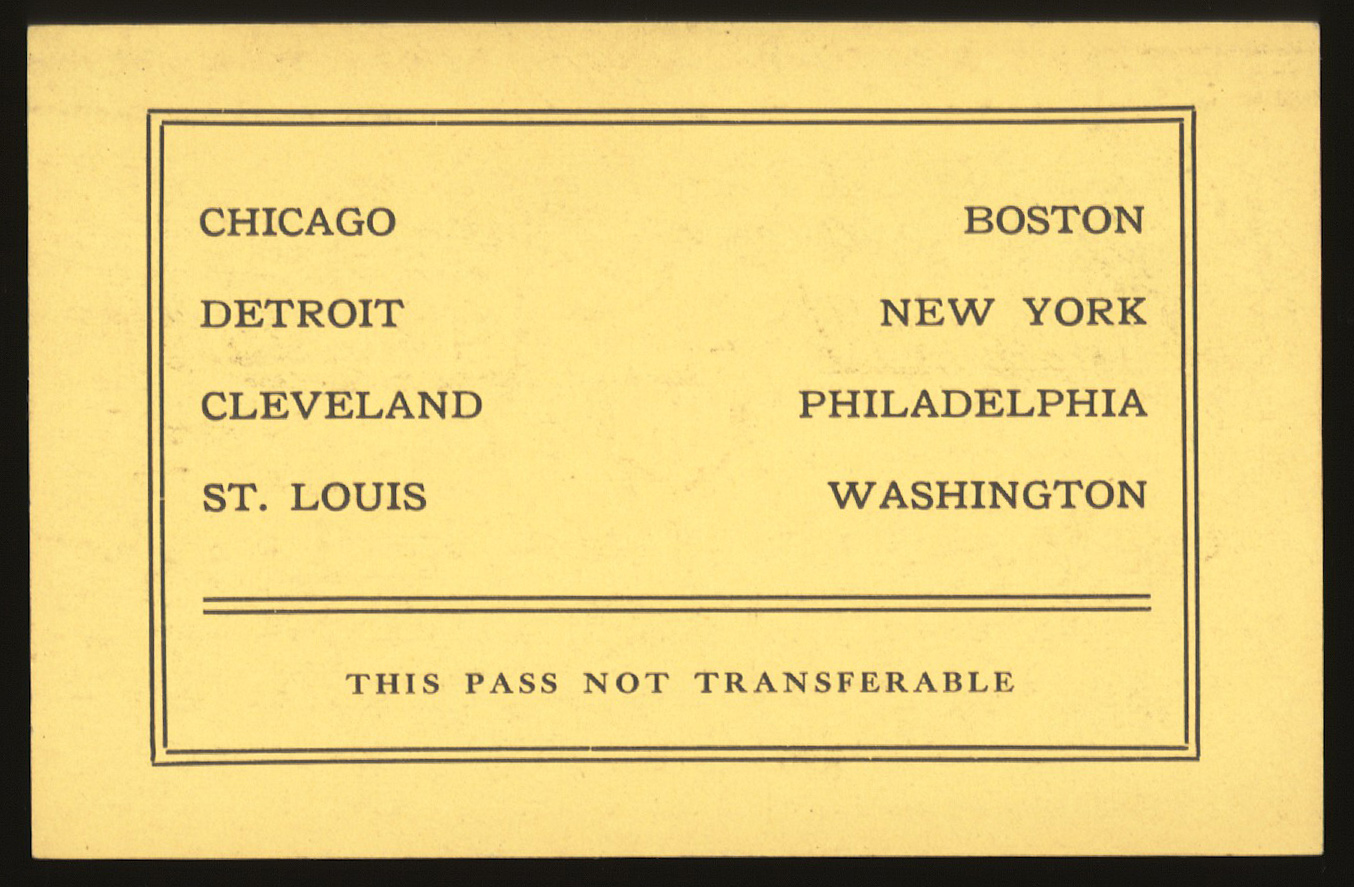 CHICAGO BOSTON
DETROIT NEW YORK
CLEVELAND PHILADELPHIA
ST. LOUIS WASHINGTON
THIS PASS NOT TRANSFERABLE